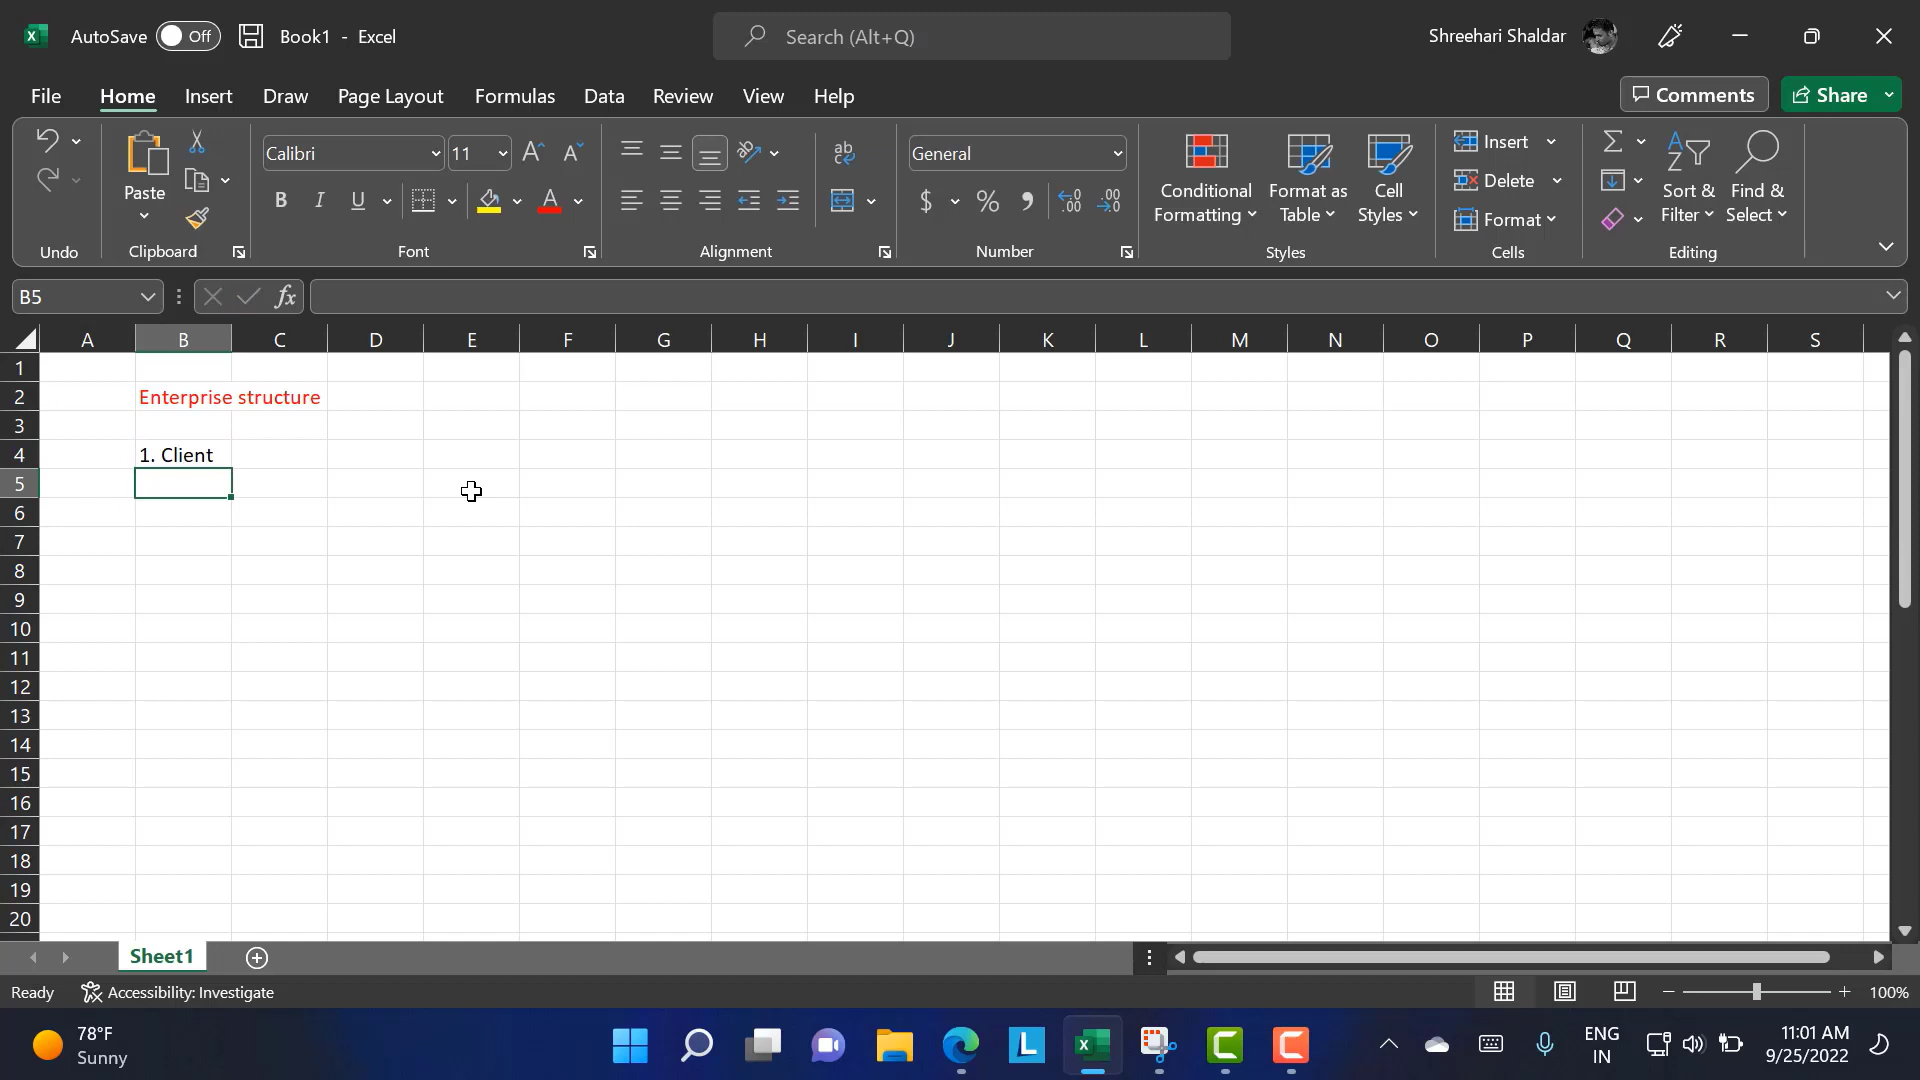 AutoSave Off Book1 - Excel Search (Alt+Q) Shreehari Shaldar
File Home Insert Draw Page Layout Formulas Data Review View Help Comments Share
Paste
Undo
Clipboard
Calibri 11
B I U A
Font
ab
c
Alignment
General
$ % , .00
Number
Conditional
Formatting
Format as
Table
Cell
Styles
Styles
Insert
Delete
Format
Cells
Sort &
Filter
Find &
Select
Editing
B5 fx
A B C D E F G H I J K L M N O P Q R S
1
2 Enterprise structure
3
4 1. Client
5
6
7
8
9
10
11
12
13
14
15
16
17
18
19
20
Sheet1
Ready Accessibility: Investigate 100%
78°F
Sunny
ENG
IN
11:01 AM
9/25/2022